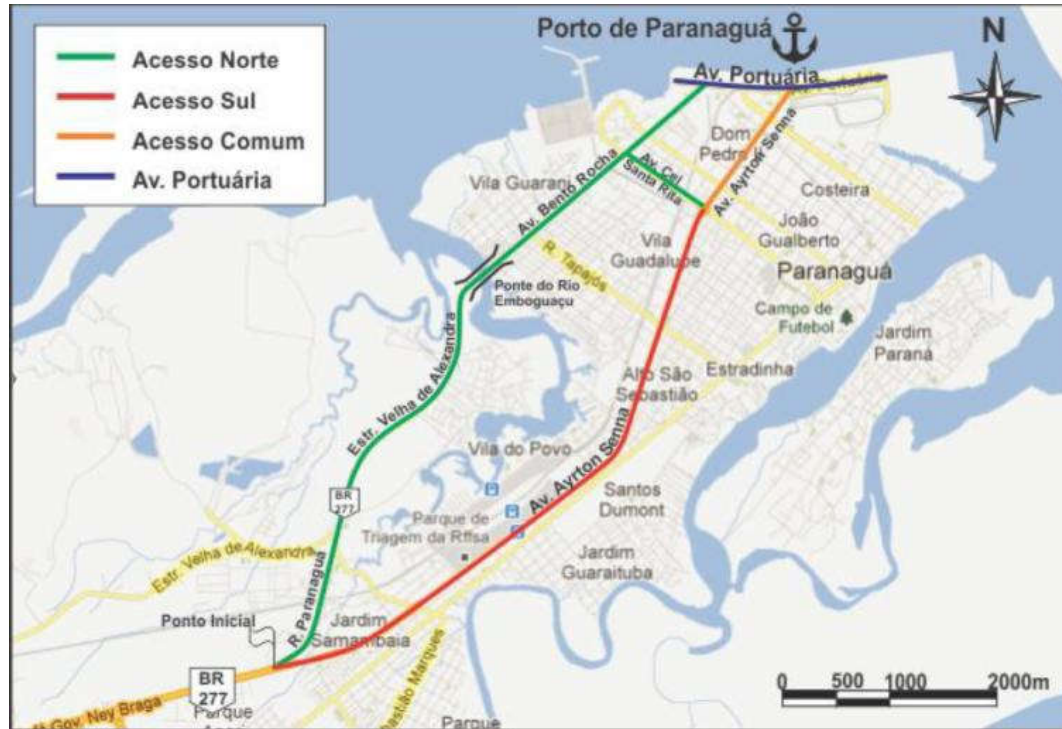 Porto de Paranaguá
N
Acesso Norte
Acesso Sul
Acesso Comum
Av. Portuária
Av. Portuária
Dom
Pedro II
Av. Ayrton Senna
Costeira
Vila Guarani
Av. Bento Rocha
Av. Cel
Santa Rita
João
Gualberto
Vila
Guadalupe
R. Tapajós
Paranaguá
Ponte do Rio
Emboguaçu
Campo de
Futebol
Jardim
Paraná
Estradinha
Alto São
Sebastião
Estr. Velha de Alexandra
Vila do Povo
Av. Ayrton Senna
Santos
Dumont
BR
277
Parque de
Triagem da Rffsa
Estr. Velha de Alexandra
Jardim
Guaraituba
R. Paranagua
Ponto Inicial
Jardim
Samambaia
BR
277
Gov. Ney Braga
Parque
Parque
0 500 1000 2000m